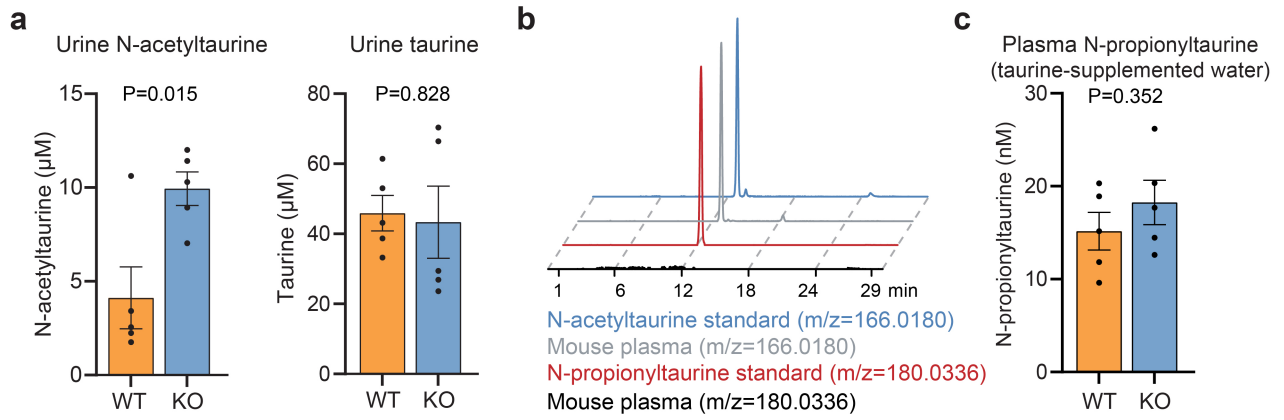 a
Urine N-acetyltaurine
P=0.015
N-acetyltaurine (μM)
15
10
5
0
WT KO
Urine taurine
P=0.828
Taurine (μM)
80
60
40
20
0
WT KO
b
1 6 12 18 24 29 min
N-acetyltaurine standard (m/z=166.0180)
Mouse plasma (m/z=166.0180)
N-propionyltaurine standard (m/z=180.0336)
Mouse plasma (m/z=180.0336)
c
Plasma N-propionyltaurine
(taurine-supplemented water)
P=0.352
N-propionyltaurine (nM)
30
20
10
0
WT KO